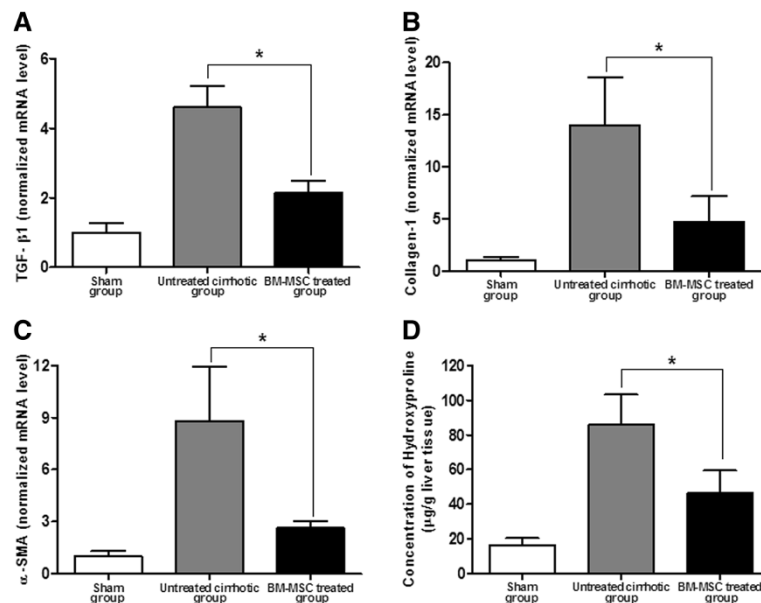 A
TGF- β1 (normalized mRNA level)
6
4
2
0
*
Sham
group
Untreated cirrhotic
group
BM-MSC treated
group
B
Collagen-1 (normalized mRNA level)
20
15
10
5
0
*
Sham
group
Untreated cirrhotic
group
BM-MSC treated
group
C
α-SMA (normalized mRNA level)
12
9
6
3
0
*
Sham
group
Untreated cirrhotic
group
BM-MSC treated
group
D
Concentration of Hydroxyproline
(μg/g liver tissue)
120
100
80
60
40
20
0
*
Sham
group
Untreated cirrhotic
group
BM-MSC treated
group